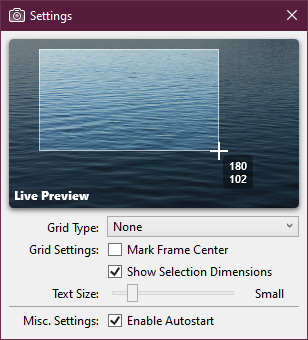 Settings
180
102
Live Preview
Grid Type: None
Grid Settings: Mark Frame Center
Show Selection Dimensions
Text Size: Small
Misc. Settings: Enable Autostart